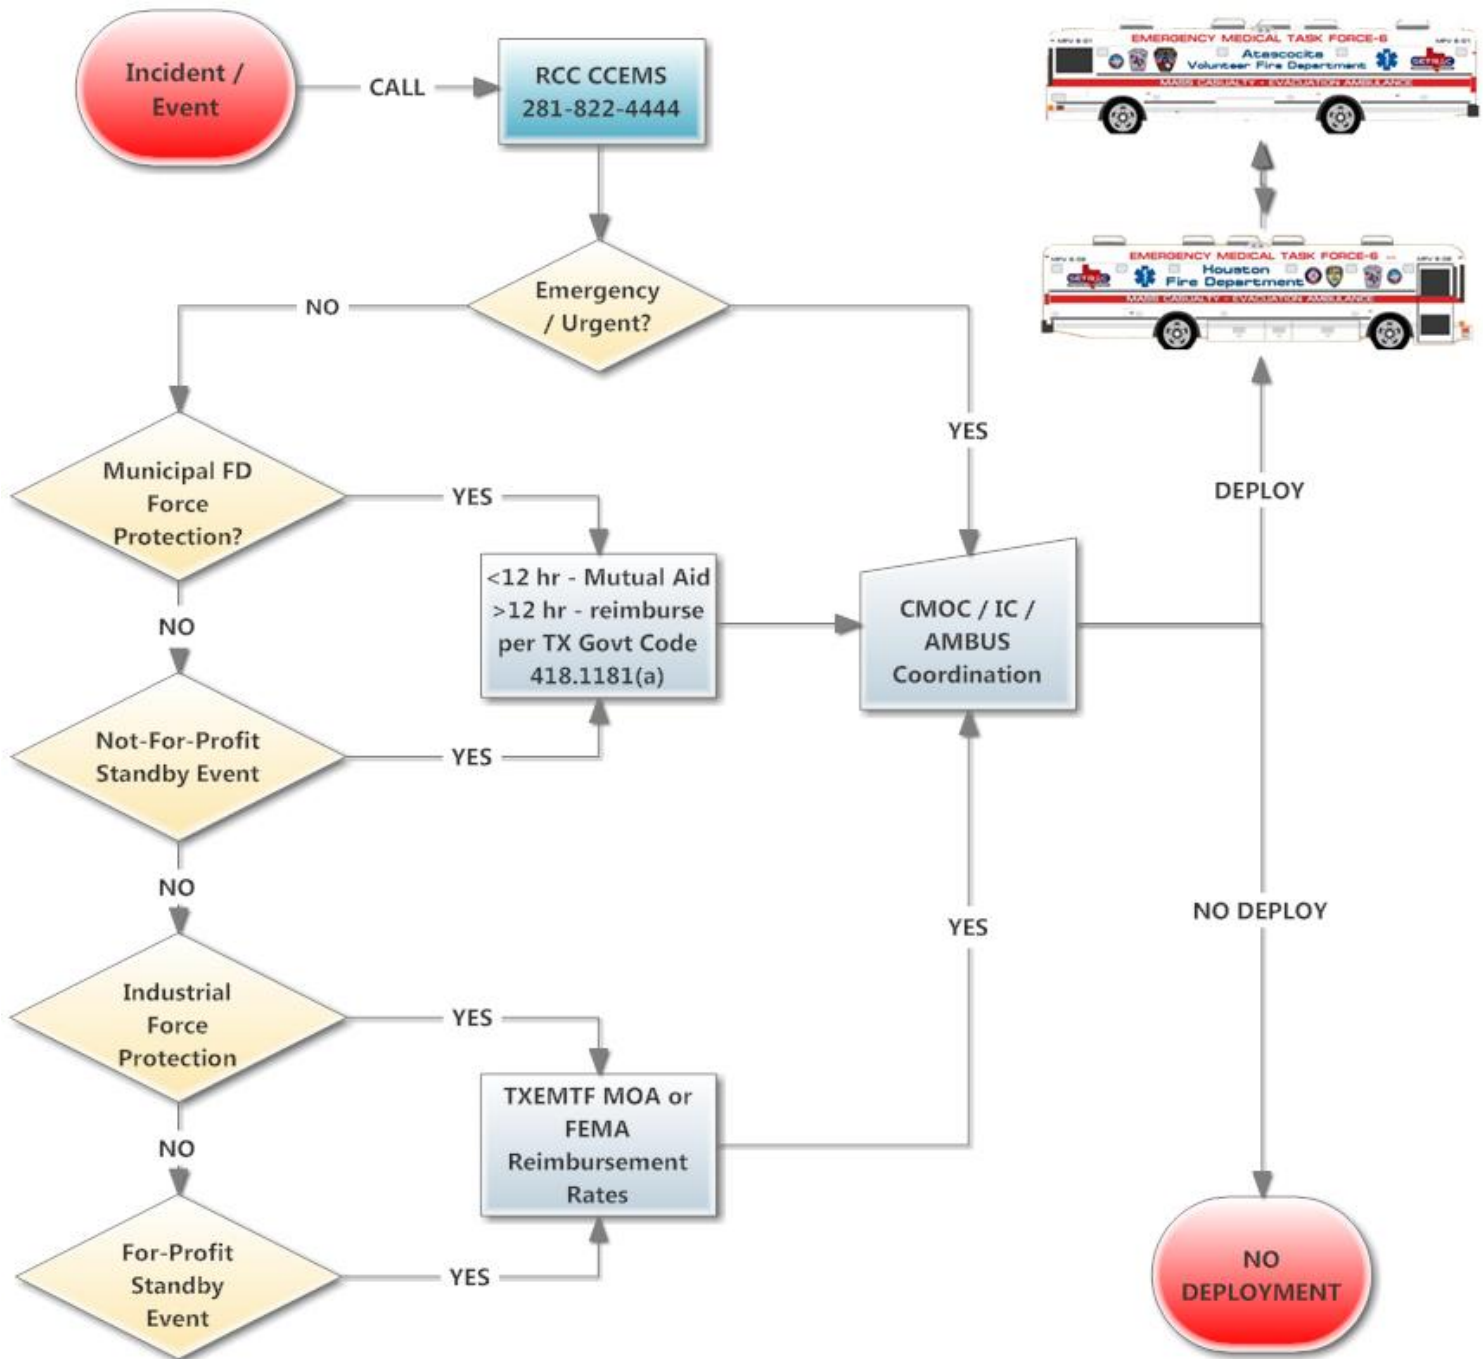 Incident /
Event
CALL
RCC CCEMS
281-822-4444
EMERGENCY MEDICAL TASK FORCE-6
Atascocita
Volunteer Fire Department
MASS CASUALTY - EVACUATION AMBULANCE
EMERGENCY MEDICAL TASK FORCE-6
Houston
Fire Department
MASS CASUALTY - EVACUATION AMBULANCE
Emergency
/ Urgent?
NO
YES
Municipal FD
Force
Protection?
YES
NO
<12 hr - Mutual Aid
>12 hr - reimburse
per TX Govt Code
418.1181(a)
CMOC / IC /
AMBUS
Coordination
DEPLOY
Not-For-Profit
Standby Event
YES
NO
NO DEPLOY
YES
Industrial
Force
Protection
YES
NO
TXEMTF MOA or
FEMA
Reimbursement
Rates
For-Profit
Standby
Event
YES
NO
DEPLOYMENT